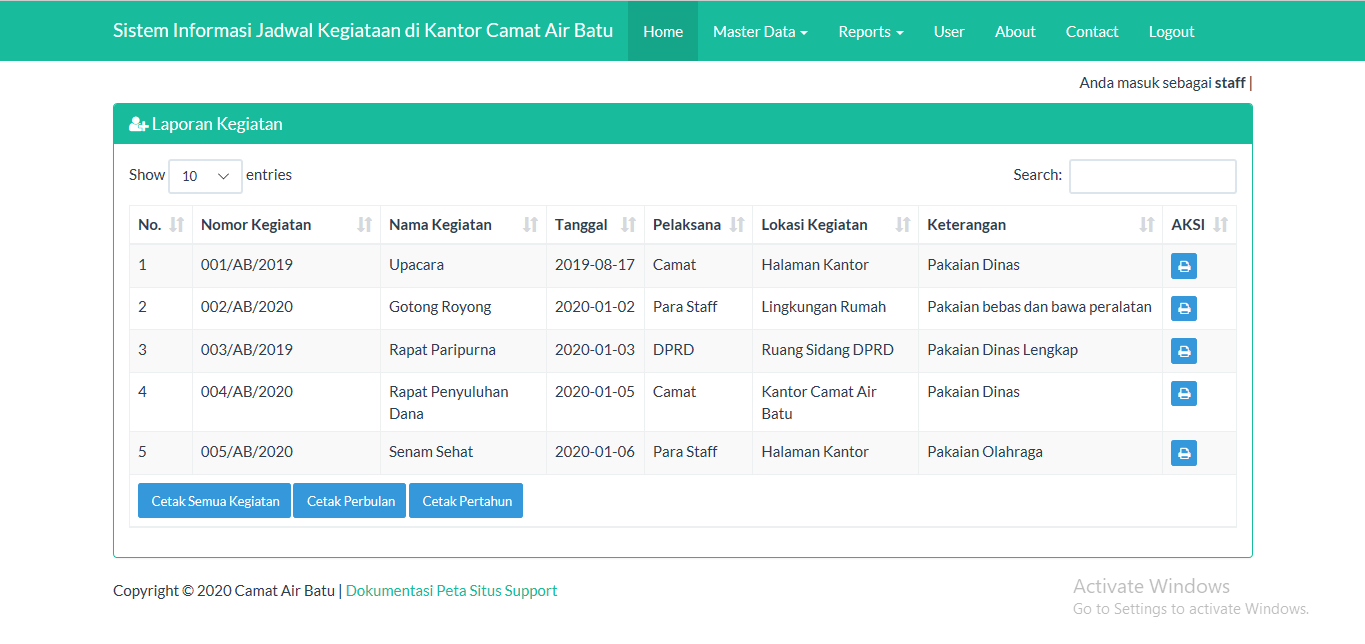 Sistem Informasi Jadwal Kegiataan di Kantor Camat Air Batu Home Master Data Reports User About Contact Logout
Anda masuk sebagai staff |
Laporan Kegiatan
Show 10 entries Search:
No. Nomor Kegiatan Nama Kegiatan Tanggal Pelaksana Lokasi Kegiatan Keterangan AKSI
1 001/AB/2019 Upacara 2019-08-17 Camat Halaman Kantor Pakaian Dinas
2 002/AB/2020 Gotong Royong 2020-01-02 Para Staff Lingkungan Rumah Pakaian bebas dan bawa peralatan
3 003/AB/2019 Rapat Paripurna 2020-01-03 DPRD Ruang Sidang DPRD Pakaian Dinas Lengkap
4 004/AB/2020 Rapat Penyuluhan 2020-01-05 Camat Kantor Camat Air Pakaian Dinas
Dana Batu
5 005/AB/2020 Senam Sehat 2020-01-06 Para Staff Halaman Kantor Pakaian Olahraga
Cetak Semua Kegiatan Cetak Perbulan Cetak Pertahun
Copyright © 2020 Camat Air Batu | Dokumentasi Peta Situs Support
Activate Windows
Go to Settings to activate Windows.